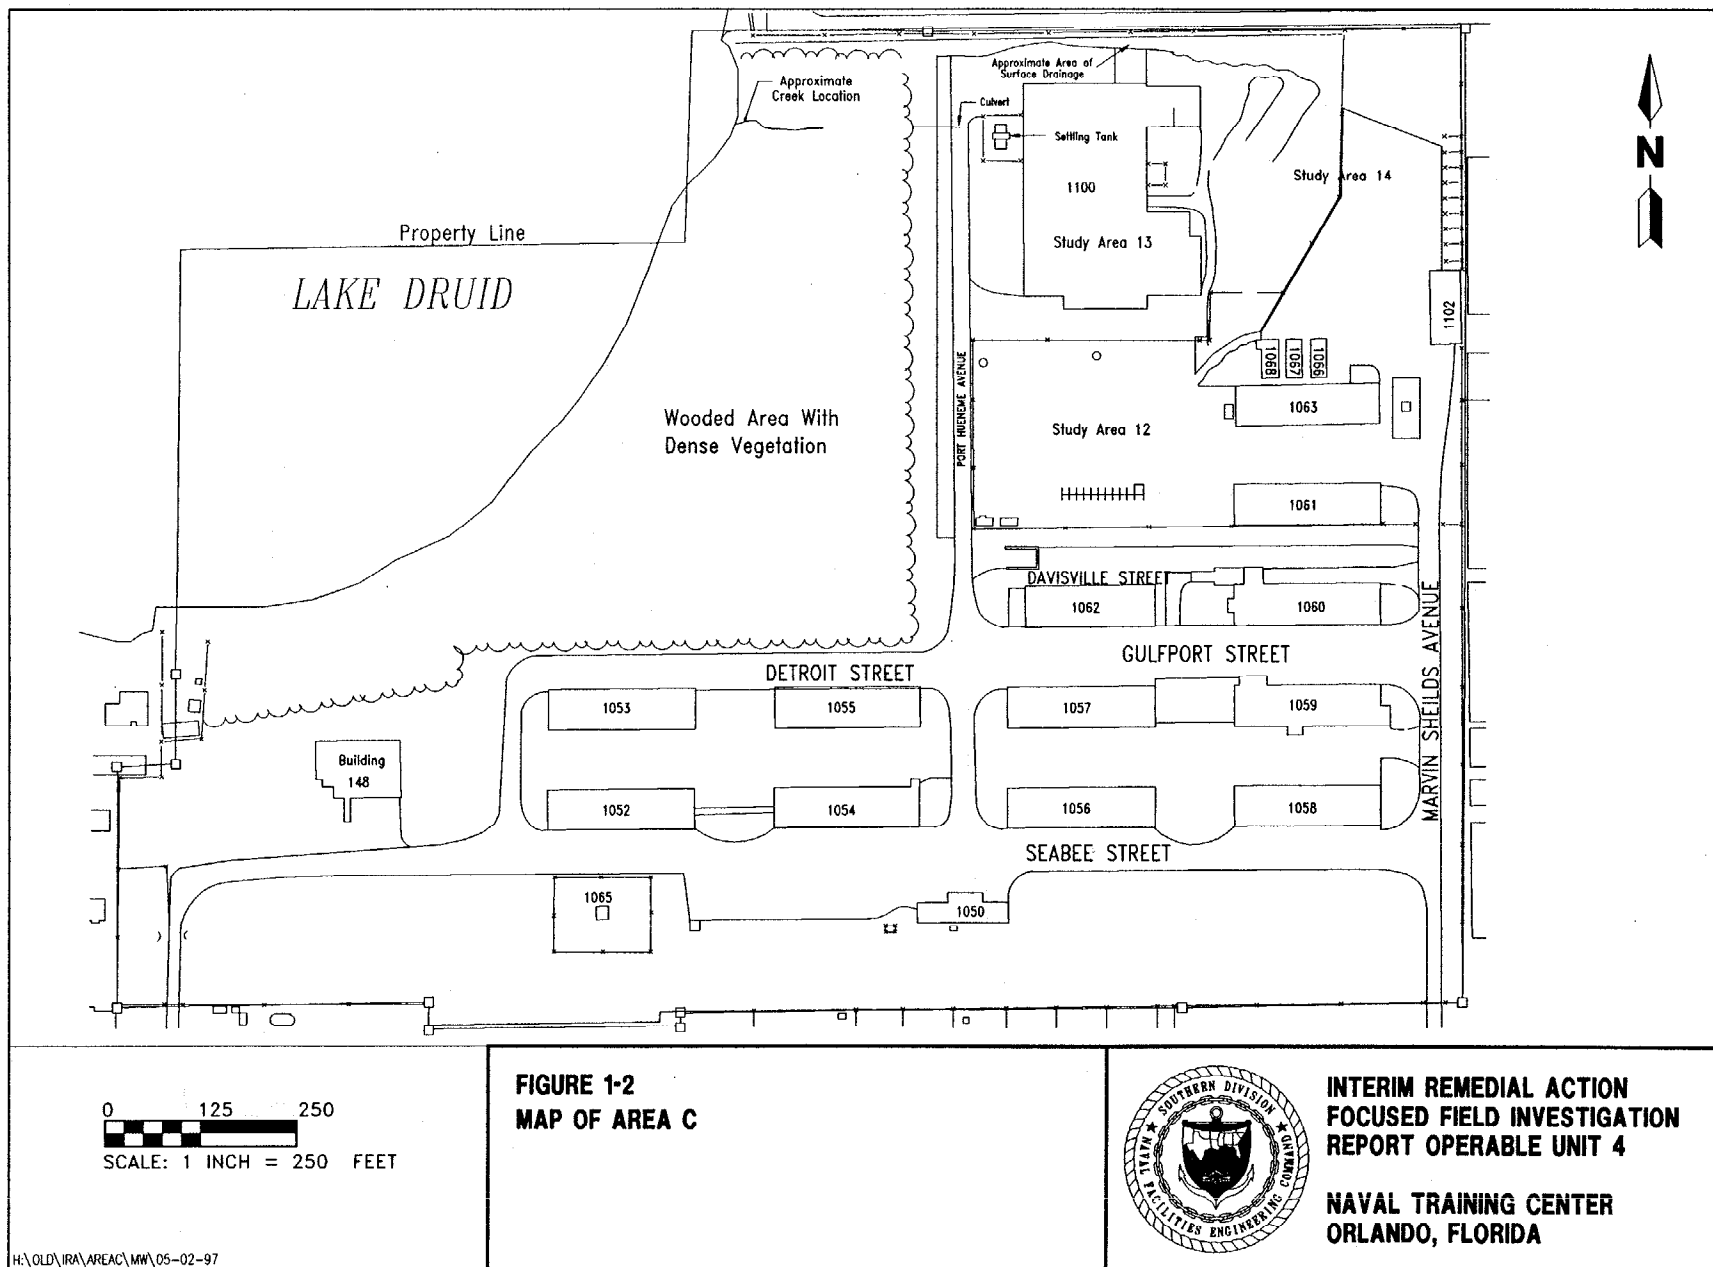 Approximate
Creek Location
Approximate Area of
Surface Drainage
Culvert
Settling Tank
1100
Study Area 13
Study Area 14
N
Property Line
LAKE DRUID
1102
PORT HUENEME AVENUE
1068
1067
1066
1063
Wooded Area With
Dense Vegetation
Study Area 12
1061
DAVISVILLE STREET
1062
1060
GULFPORT STREET
DETROIT STREET
MARVIN SHEILDS AVENUE
1053
1055
1057
1059
Building
148
1052
1054
1056
1058
SEABEE STREET
1065
1050
0 125 250
SCALE: 1 INCH = 250 FEET
H:\OLD\IRA\AREAC\MW\05-02-97
FIGURE 1-2
MAP OF AREA C
SOUTHERN DIVISION
NAVAL FACILITIES ENGINEERING COMMAND
INTERIM REMEDIAL ACTION
FOCUSED FIELD INVESTIGATION
REPORT OPERABLE UNIT 4
NAVAL TRAINING CENTER
ORLANDO, FLORIDA